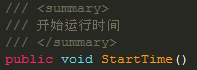 /// <summary>
/// 开始运行时间
/// </summary>
public void StartTime()